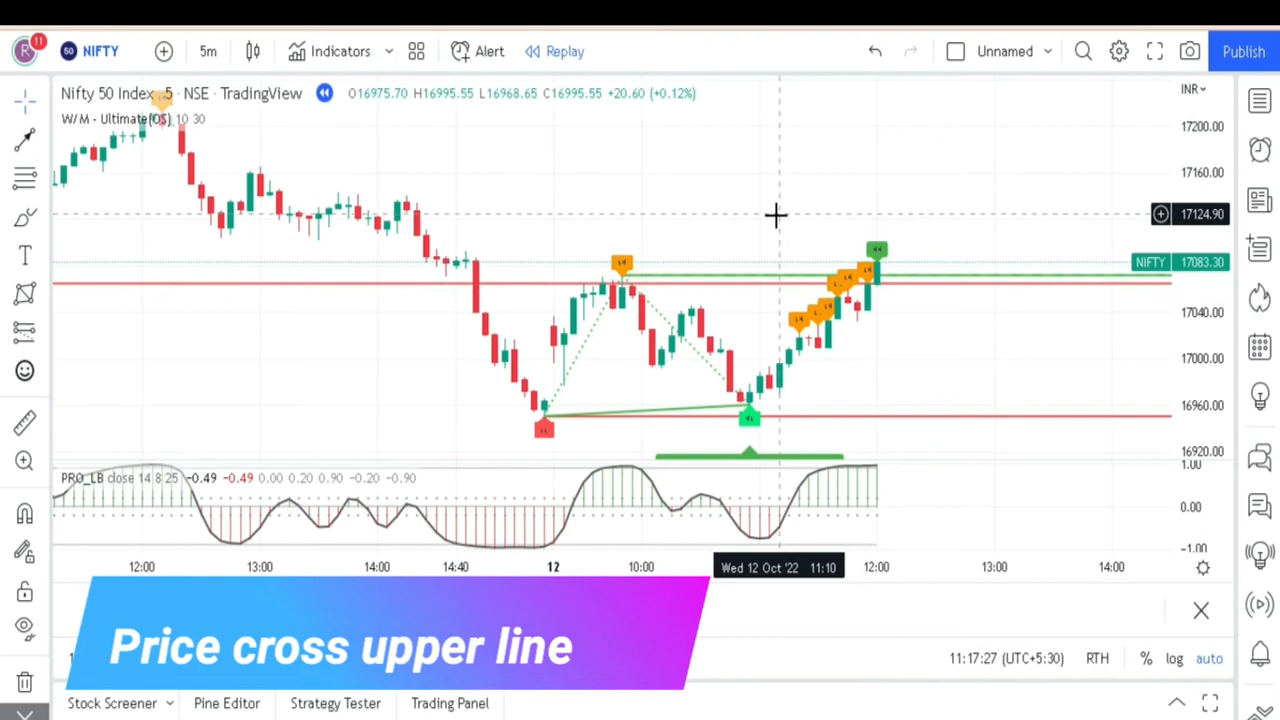 R 11 50 NIFTY 5m Indicators Alert Replay Unnamed Publish
Nifty 50 Index 5 NSE TradingView O16975.70 H16995.55 L16968.65 C16995.55 +20.60 (+0.12%) INR
W/M - Ultimate(OS) 10 30
17200.00
17160.00
17124.90
NIFTY 17083.30
17040.00
17000.00
16960.00
16920.00
PRO_LB close 14 8 25 -0.49 -0.49 0.00 0.20 0.90 -0.20 -0.90
1.00
0.00
-1.00
12:00 13:00 14:00 14:40 12 10:00 Wed 12 Oct '22 11:10 12:00 13:00 14:00
Price cross upper line
11:17:27 (UTC+5:30) RTH % log auto
Stock Screener Pine Editor Strategy Tester Trading Panel